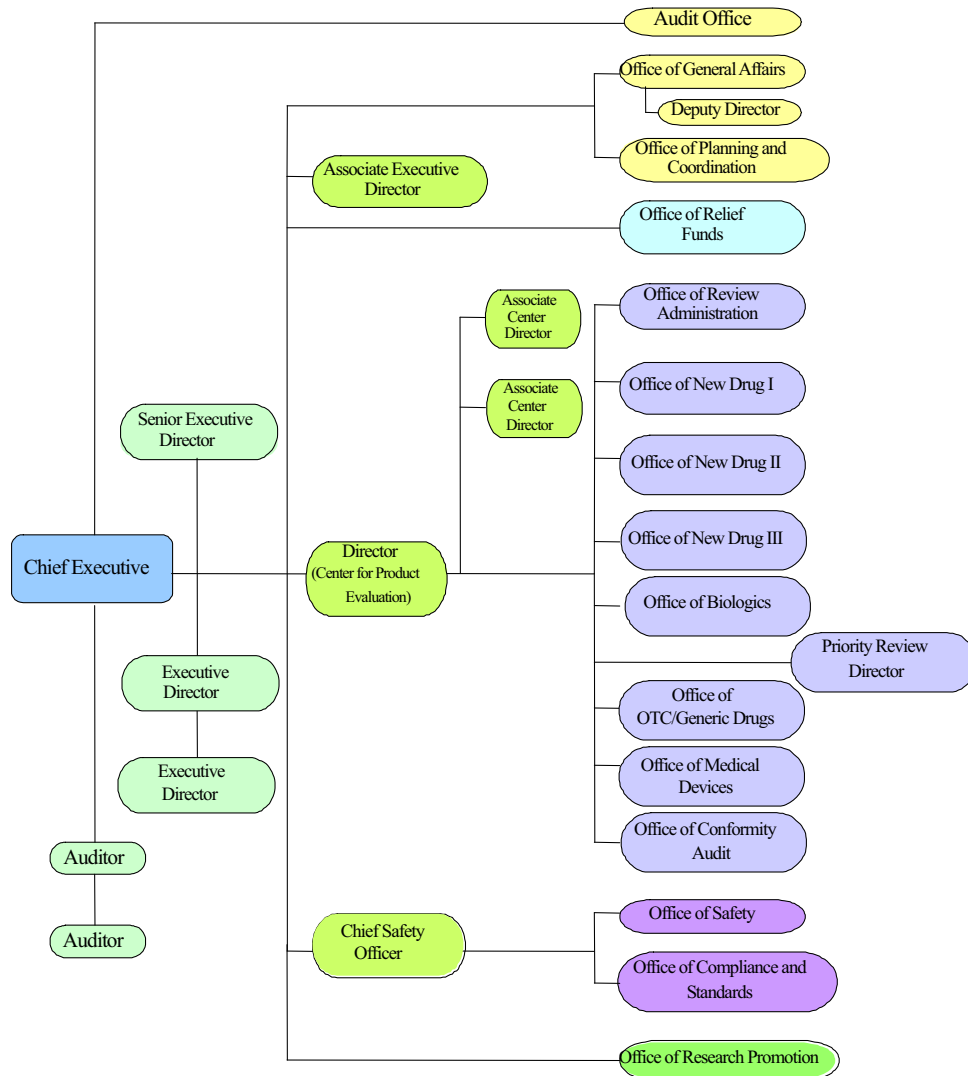 Audit Office
Office of General Affairs
Deputy Director
Office of Planning and
Coordination
Associate Executive
Director
Office of Relief
Funds
Associate
Center
Director
Office of Review
Administration
Associate
Center
Director
Office of New Drug I
Senior Executive
Director
Office of New Drug II
Office of New Drug III
Chief Executive
Director
(Center for Product
Evaluation)
Office of Biologics
Priority Review
Director
Executive
Director
Office of
OTC/Generic Drugs
Executive
Director
Office of Medical
Devices
Office of Conformity
Audit
Auditor
Auditor
Chief Safety
Officer
Office of Safety
Office of Compliance and
Standards
Office of Research Promotion